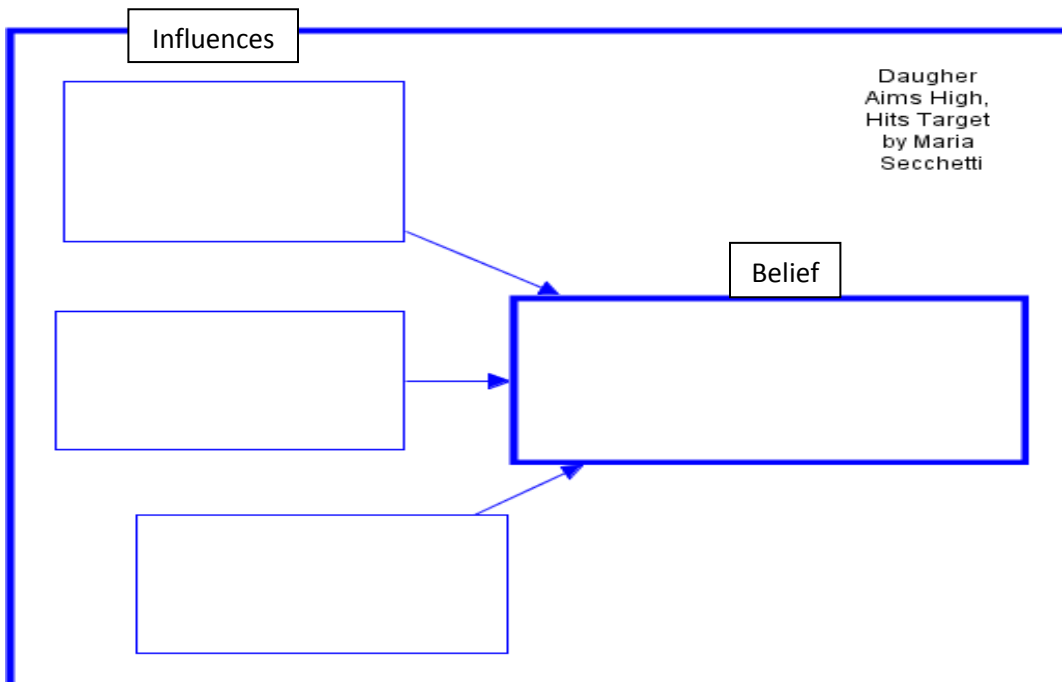 Influences
Daugher
Aims High,
Hits Target
by Maria
Secchetti
Belief